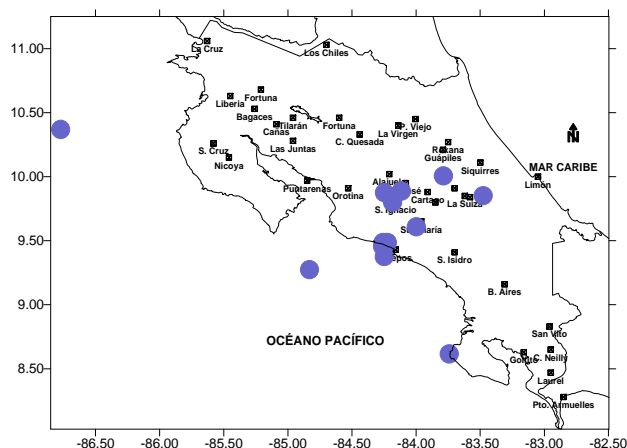 11.00
10.50
10.00
9.50
9.00
8.50
La Cruz
Los Chiles
Fortuna
Liberia
Bagaces
Tilarán
Cañas
Fortuna
La Virgen
P. Viejo
C. Quesada
Las Juntas
S. Cruz
Nicoya
Roxana
Guápiles
Siquirres
N
MAR CARIBE
Limón
Puntarenas
Orotina
Alajuela
Cartago
La Suiza
S. Ignacio
S. Isidro
B. Aires
OCÉANO PACÍFICO
San Vito
Golfito
C. Neilly
Laurel
Pto. Armuelles
-86.50
-86.00
-85.50
-85.00
-84.50
-84.00
-83.50
-83.00
-82.50